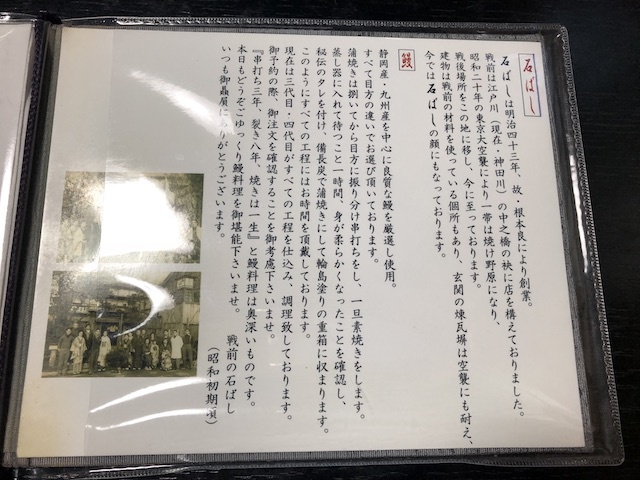 石ばし
石ばしは明治四十三年、故・根本良により創業。
戦前は江戸川（現在・神田川）の中之橋の袂に店を構えておりました。
昭和二十年の東京大空襲により一帯は焼け野原になり、
戦後場所をこの地に移し、今に至っております。
建物は戦前の材料を使っている個所もあり、玄関の煉瓦塀は空襲にも耐え、
今では石ばしの顔にもなっております。
鰻
静岡産・九州産を中心に良質な鰻を厳選し使用。
すべて目方の違いでお選び頂いております。
蒲焼きは捌いてから目方に振り分け串打ちをし、一旦素焼きをします。
蒸し器に入れて待つこと一時間、身が柔らかくなったことを確認し、
秘伝のタレを付け、備長炭で蒲焼きにして輪島塗りの重箱に収まります。
このようにすべての工程にはお時間を頂戴しております。
現在は三代目・四代目がすべての工程を仕込み、調理致しております。
御予約の際、御注文を確認することを御考慮下さいませ。
『串打ち三年、裂き八年、焼きは一生』と鰻料理は奥深いものです。
本日もどうぞごゆっくり鰻料理を御堪能下さいませ。
いつも御贔屓にありがとうございます。
戦前の石ばし
（昭和初期頃）